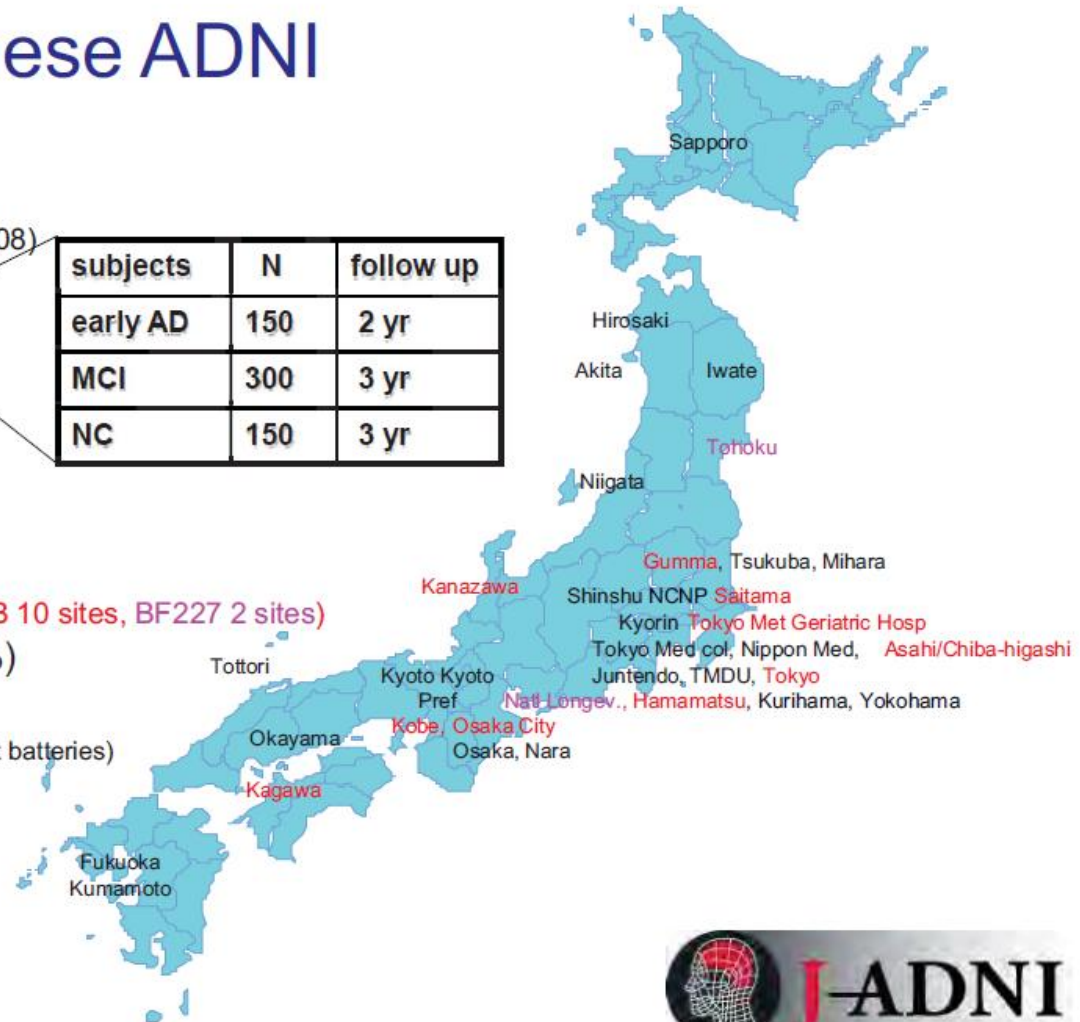 ese ADNI
08)
subjects N follow up
early AD 150 2 yr
MCI 300 3 yr
NC 150 3 yr
3 10 sites, BF227 2 sites)
)
t batteries)
Sapporo
Hirosaki
Akita
Iwate
Tohoku
Niigata
Gumma, Tsukuba, Mihara
Kanazawa
Shinshu NCNP Saitama
Kyorin Tokyo Met Geriatric Hosp
Tokyo Med col, Nippon Med, Asahi/Chiba-higashi
Juntendo, TMDU, Tokyo
Tottori
Kyoto Kyoto
Pref
Natl Longev., Hamamatsu, Kurihama, Yokohama
Kobe, Osaka City
Okayama
Osaka, Nara
Kagawa
Fukuoka
Kumamoto
J-ADNI